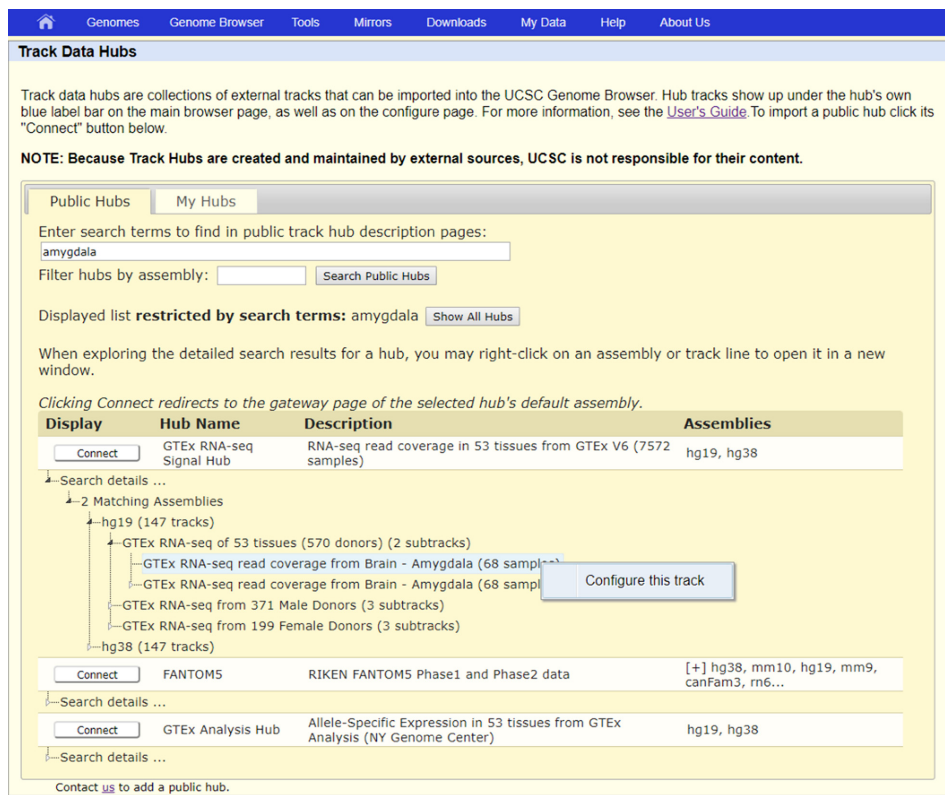 Genomes Genome Browser Tools Mirrors Downloads My Data Help About Us
Track Data Hubs
Track data hubs are collections of external tracks that can be imported into the UCSC Genome Browser. Hub tracks show up under the hub's own
blue label bar on the main browser page, as well as on the configure page. For more information, see the User's Guide.To import a public hub click its
"Connect" button below.
NOTE: Because Track Hubs are created and maintained by external sources, UCSC is not responsible for their content.
Public Hubs My Hubs
Enter search terms to find in public track hub description pages:
amygdala
Filter hubs by assembly: Search Public Hubs
Displayed list restricted by search terms: amygdala Show All Hubs
When exploring the detailed search results for a hub, you may right-click on an assembly or track line to open it in a new
window.
Clicking Connect redirects to the gateway page of the selected hub's default assembly.
Display Hub Name Description Assemblies
Connect GTEx RNA-seq Signal Hub RNA-seq read coverage in 53 tissues from GTEx V6 (7572 samples) hg19, hg38
Search details ...
2 Matching Assemblies
hg19 (147 tracks)
GTEx RNA-seq of 53 tissues (570 donors) (2 subtracks)
GTEx RNA-seq read coverage from Brain - Amygdala (68
GTEx RNA-seq read coverage from Brain - Amygdala (68
Configure this track
GTEx RNA-seq from 371 Male Donors (3 subtracks)
GTEx RNA-seq from 199 Female Donors (3 subtracks)
hg38 (147 tracks)
Connect FANTOM5 RIKEN FANTOM5 Phase1 and Phase2 data [+] hg38, mm10, hg19, mm9, canFam3, rn6...
Search details ...
Connect GTEx Analysis Hub Allele-Specific Expression in 53 tissues from GTEx Analysis (NY Genome Center) hg19, hg38
Search details ...
Contact us to add a public hub.